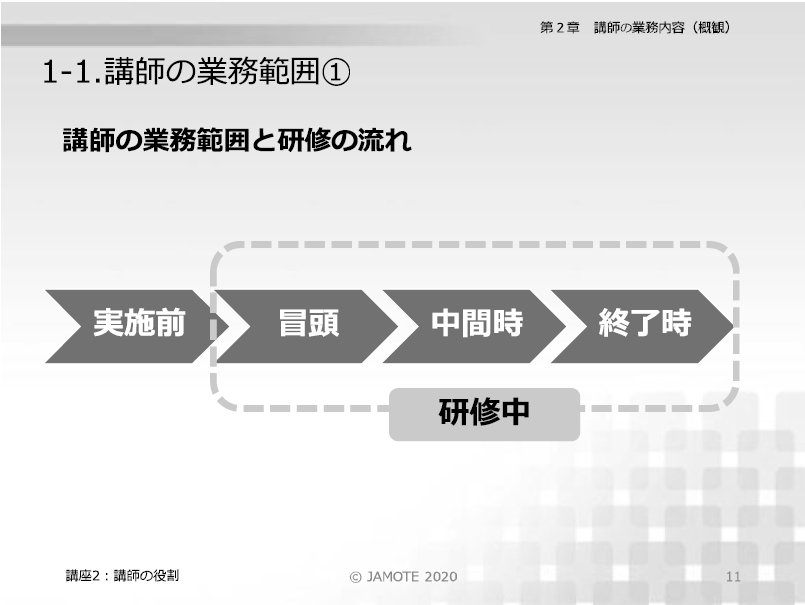 第２章　講師の業務内容（概観）
1-1.講師の業務範囲①
講師の業務範囲と研修の流れ
実施前
冒頭
中間時
終了時
研修中
講座2：講師の役割
© JAMOTE 2020
11